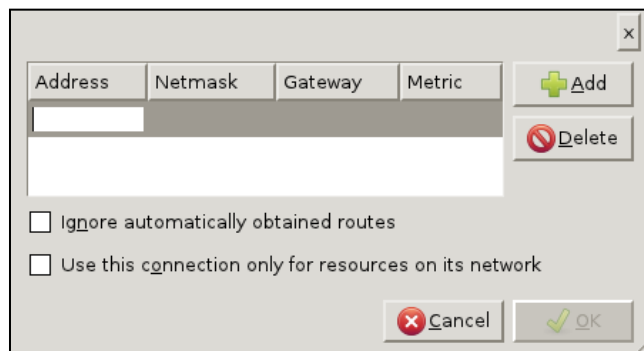 x
Address Netmask Gateway Metric
Add
Delete
Ignore automatically obtained routes
Use this connection only for resources on its network
Cancel OK